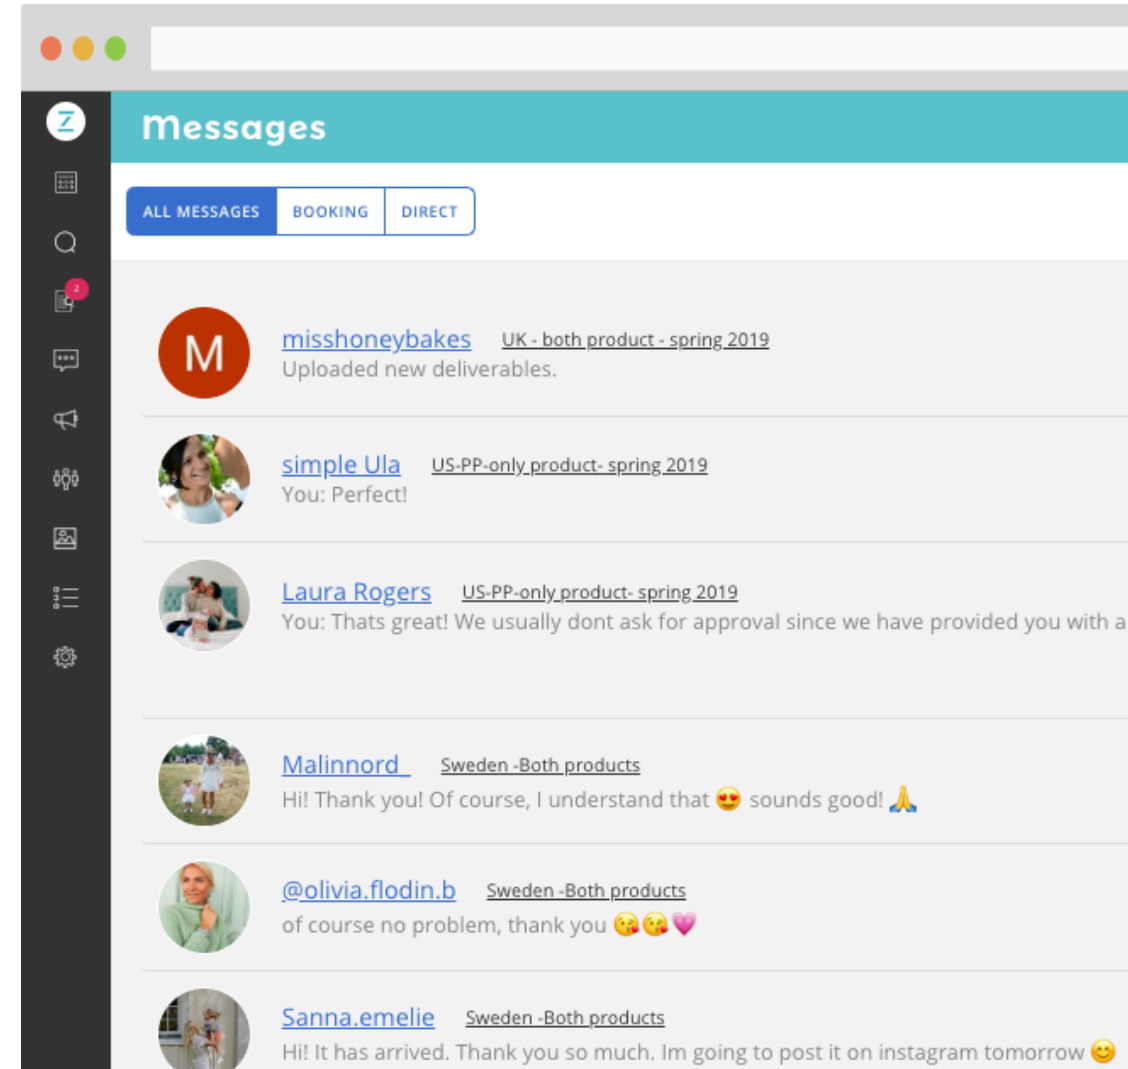 Z
Messages
ALL MESSAGES BOOKING DIRECT
2
M
misshoneybakes UK - both product - spring 2019
Uploaded new deliverables.
simple Ula US-PP-only product- spring 2019
You: Perfect!
Laura Rogers US-PP-only product- spring 2019
You: Thats great! We usually dont ask for approval since we have provided you with a
Malinnord_ Sweden -Both products
Hi! Thank you! Of course, I understand that 😍 sounds good! 🙏
@olivia.flodin.b Sweden -Both products
of course no problem, thank you 😘😘💗
Sanna.emelie Sweden -Both products
Hi! It has arrived. Thank you so much. Im going to post it on instagram tomorrow 😊